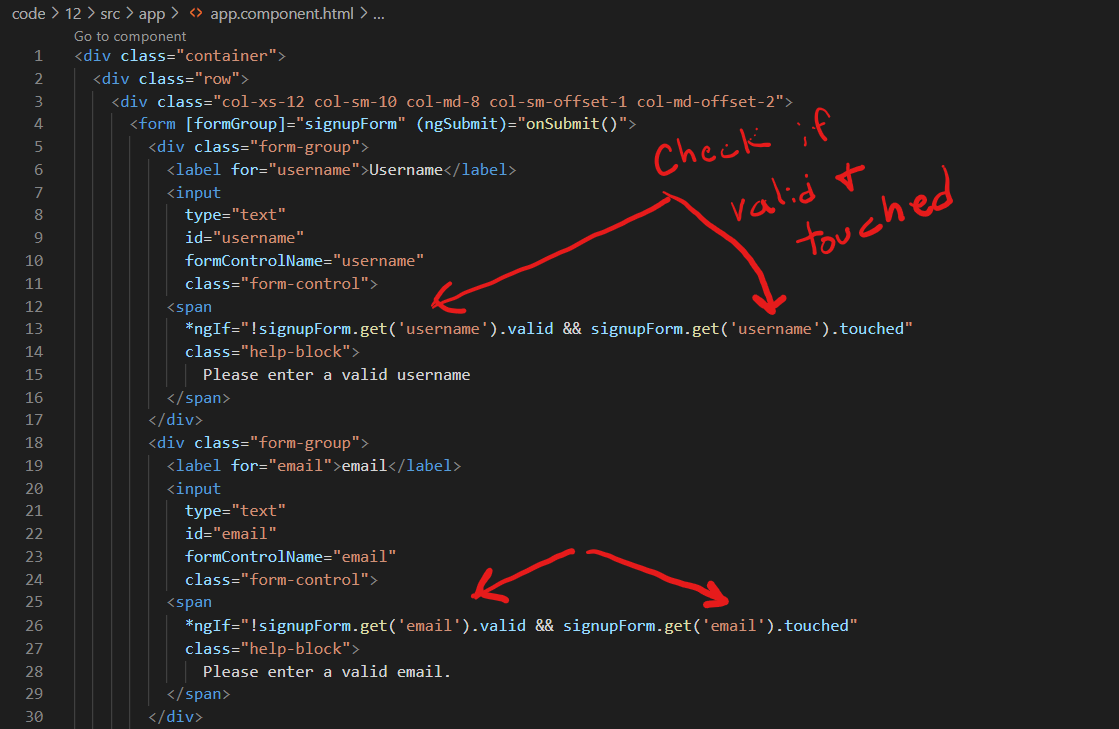 code > 12 > src > app > <> app.component.html > ...
Go to component
1 <div class="container">
2 <div class="row">
3 <div class="col-xs-12 col-sm-10 col-md-8 col-sm-offset-1 col-md-offset-2">
4 <form [formGroup]="signupForm" (ngSubmit)="onSubmit()">
5 <div class="form-group">
6 <label for="username">Username</label>
7 <input
8 type="text"
9 id="username"
10 formControlName="username"
11 class="form-control">
12 <span
13 *ngIf="!signupForm.get('username').valid && signupForm.get('username').touched"
14 class="help-block">
15 Please enter a valid username
16 </span>
17 </div>
18 <div class="form-group">
19 <label for="email">email</label>
20 <input
21 type="text"
22 id="email"
23 formControlName="email"
24 class="form-control">
25 <span
26 *ngIf="!signupForm.get('email').valid && signupForm.get('email').touched"
27 class="help-block">
28 Please enter a valid email.
29 </span>
30 </div>
Check if
valid +
touched